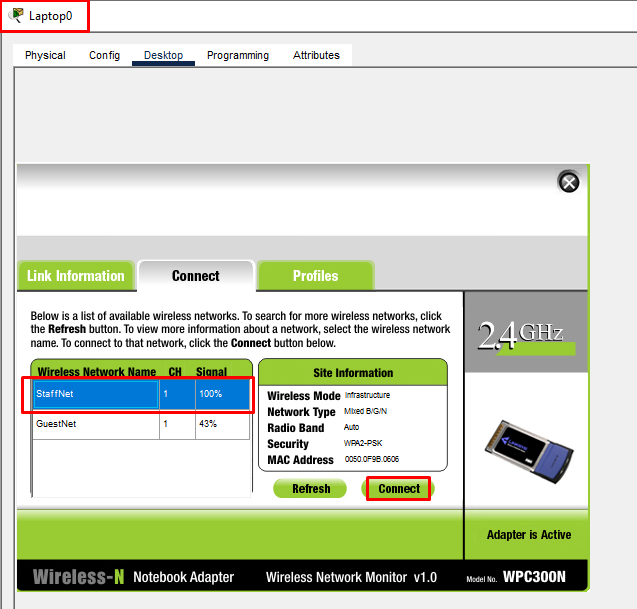 Laptop0
Physical Config Desktop Programming Attributes
Link Information Connect Profiles
Below is a list of available wireless networks. To search for more wireless networks, click
the Refresh button. To view more information about a network, select the wireless network
name. To connect to that network, click the Connect button below.
2.4GHz
Wireless Network Name CH Signal
StaffNet 1 100%
GuestNet 1 43%
Site Information
Wireless Mode Infrastructure
Network Type Mixed B/G/N
Radio Band Auto
Security WPA2-PSK
MAC Address 0050.0F9B.0606
Refresh Connect
Adapter is Active
Wireless-N Notebook Adapter Wireless Network Monitor v1.0 Model No. WPC300N